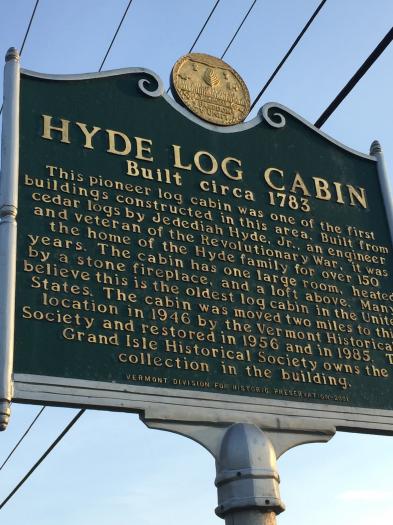 HYDE LOG CABIN
Built circa 1783
This pioneer log cabin was one of the first
buildings constructed in this area. Built from
cedar logs by Jedediah Hyde, Jr., an engineer
and veteran of the Revolutionary War, it was
the home of the Hyde family for over 150
years. The cabin has one large room, heated
by a stone fireplace, and a loft above. Many
believe this is the oldest log cabin in the United
States. The cabin was moved two miles to this
location in 1946 by the Vermont Historical
Society and restored in 1956 and in 1985. T
Grand Isle Historical Society owns the
collection in the building.
VERMONT DIVISION FOR HISTORIC PRESERVATION-2001